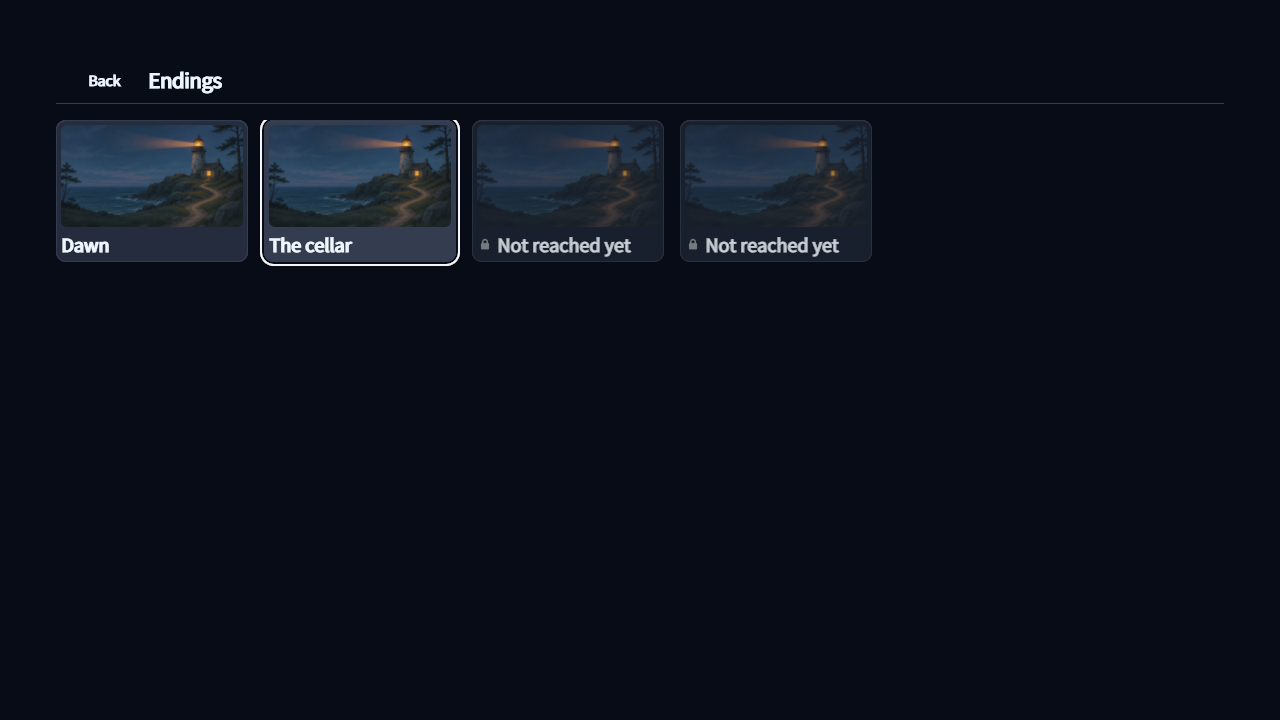 Back
Endings
Dawn
The cellar
Not reached yet
Not reached yet